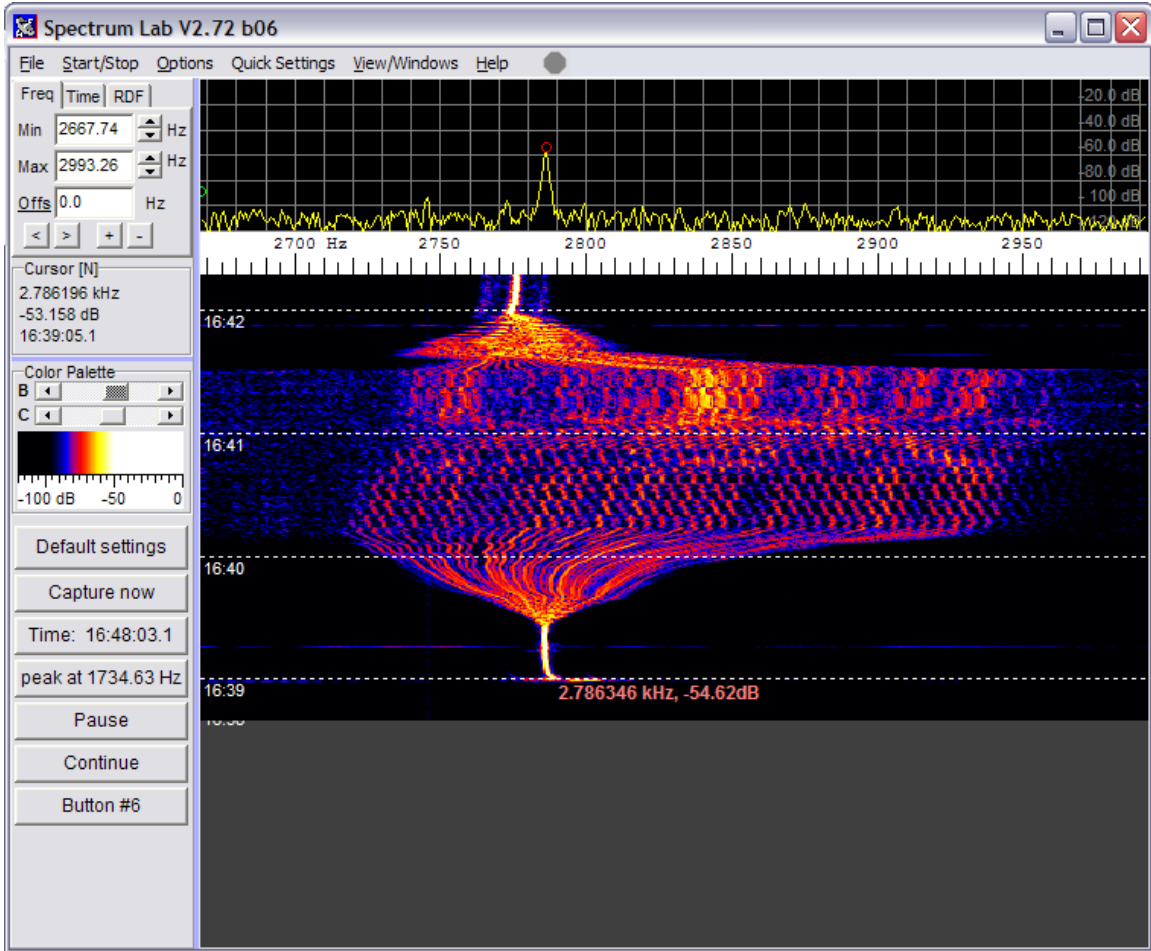 Spectrum Lab V2.72 b06
File Start/Stop Options Quick Settings View/Windows Help
Freq Time RDF
Min 2667.74 Hz
Max 2993.26 Hz
Offs 0.0 Hz
< > + -
Cursor [N]
2.786196 kHz
-53.158 dB
16:39:05.1
Color Palette
B
C
-100 dB -50 0
Default settings
Capture now
Time: 16:48:03.1
peak at 1734.63 Hz
Pause
Continue
Button #6
-20.0 dB
-40.0 dB
-60.0 dB
-80.0 dB
-100 dB
-120 dB
2700 Hz 2750 2800 2850 2900 2950
16:42
16:41
16:40
16:39
2.786346 kHz, -54.62dB